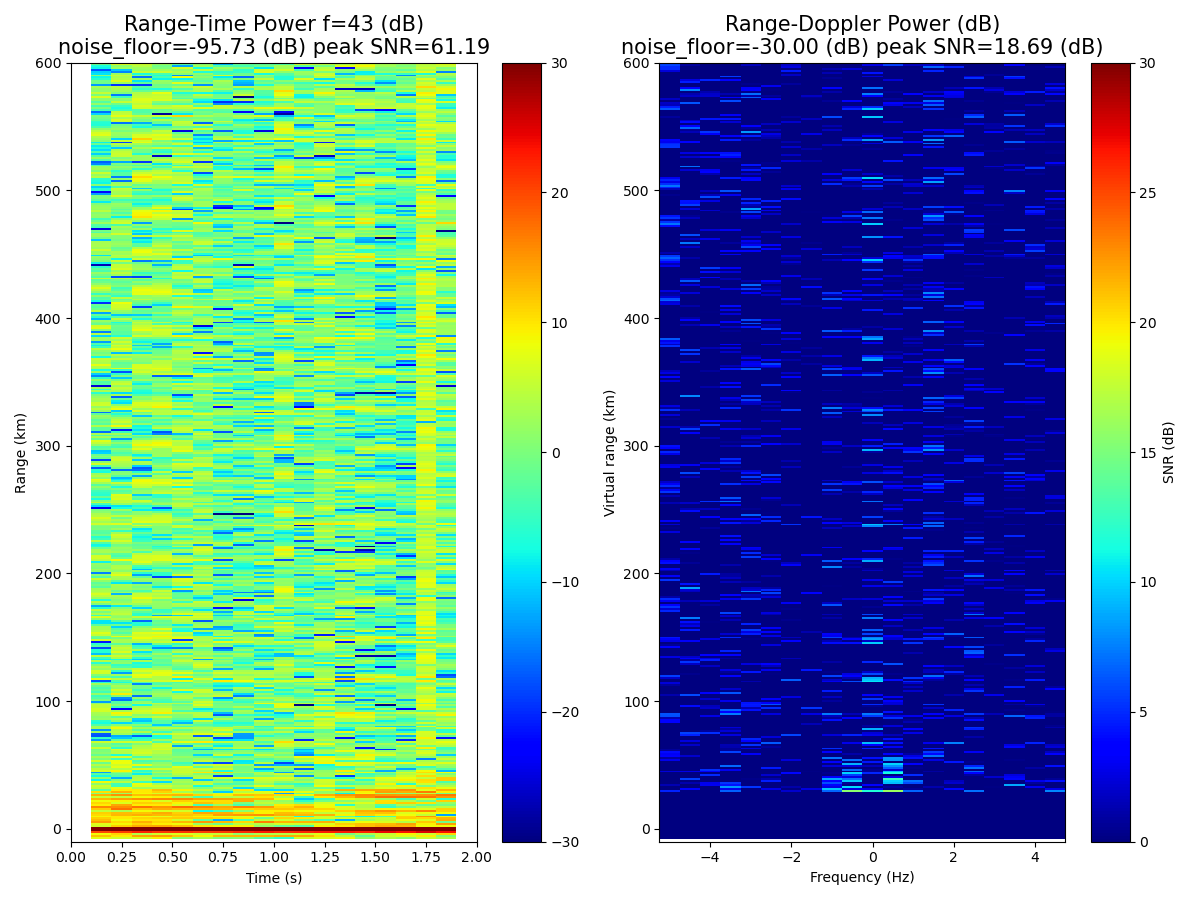 Range-Time Power f=43 (dB)
noise_floor=-95.73 (dB) peak SNR=61.19
600
500
400
300
200
100
0
Range (km)
0.00 0.25 0.50 0.75 1.00 1.25 1.50 1.75 2.00
Time (s)
30
20
10
0
−10
−20
−30
Range-Doppler Power (dB)
noise_floor=-30.00 (dB) peak SNR=18.69 (dB)
600
500
400
300
200
100
0
Virtual range (km)
−4 −2 0 2 4
Frequency (Hz)
30
25
20
15
10
5
0
SNR (dB)